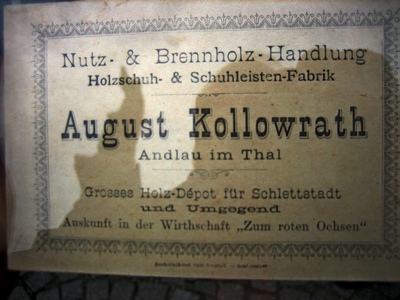 Nutz- & Brennholz-Handlung
Holzschuh- & Schuhleisten-Fabrik
August Kollowrath
Andlau im Thal
Grosses Holz-Dépot für Schlettstadt
und Umgegend
Auskunft in der Wirthschaft „Zum roten Ochsen"